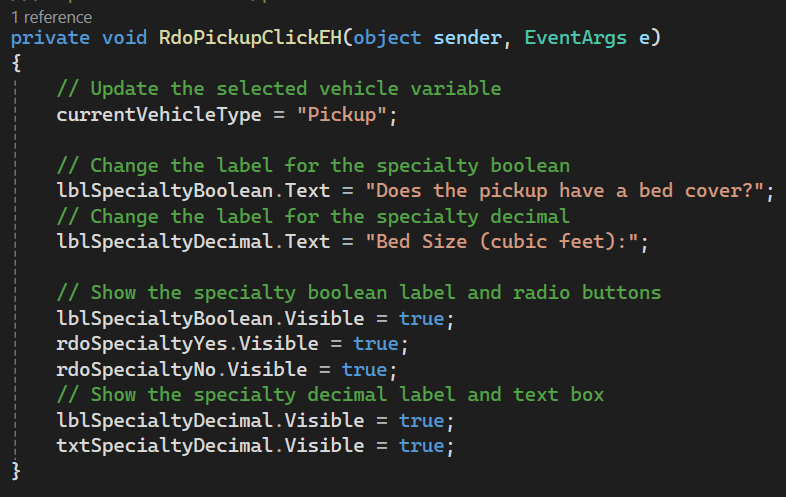 1 reference
private void RdoPickupClickEH(object sender, EventArgs e)
{
    // Update the selected vehicle variable
    currentVehicleType = "Pickup";

    // Change the label for the specialty boolean
    lblSpecialtyBoolean.Text = "Does the pickup have a bed cover?";
    // Change the label for the specialty decimal
    lblSpecialtyDecimal.Text = "Bed Size (cubic feet):";

    // Show the specialty boolean label and radio buttons
    lblSpecialtyBoolean.Visible = true;
    rdoSpecialtyYes.Visible = true;
    rdoSpecialtyNo.Visible = true;
    // Show the specialty decimal label and text box
    lblSpecialtyDecimal.Visible = true;
    txtSpecialtyDecimal.Visible = true;
}